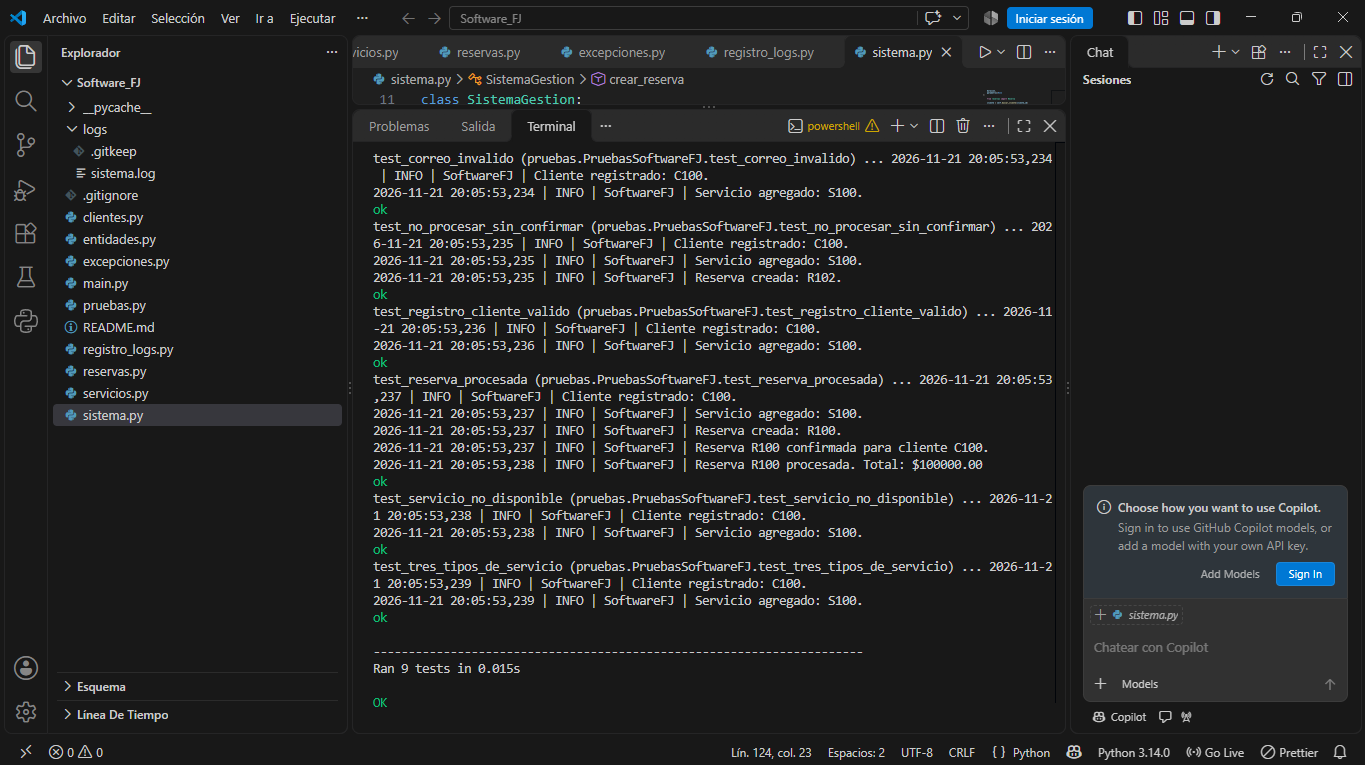 Archivo Editar Selección Ver Ir a Ejecutar ··· Software_FJ Iniciar sesión
Explorador ···
Software_FJ
__pycache__
logs
.gitkeep
sistema.log
.gitignore
clientes.py
entidades.py
excepciones.py
main.py
pruebas.py
README.md
registro_logs.py
reservas.py
servicios.py
sistema.py
Esquema
Línea De Tiempo
vicios.py reservas.py excepciones.py registro_logs.py sistema.py
sistema.py > SistemaGestion > crear_reserva
11 class SistemaGestion:
Problemas Salida Terminal ··· powershell
test_correo_invalido (pruebas.PruebasSoftwareFJ.test_correo_invalido) ... 2026-11-21 20:05:53,234
| INFO | SoftwareFJ | Cliente registrado: C100.
2026-11-21 20:05:53,234 | INFO | SoftwareFJ | Servicio agregado: S100.
ok
test_no_procesar_sin_confirmar (pruebas.PruebasSoftwareFJ.test_no_procesar_sin_confirmar) ... 202
6-11-21 20:05:53,235 | INFO | SoftwareFJ | Cliente registrado: C100.
2026-11-21 20:05:53,235 | INFO | SoftwareFJ | Servicio agregado: S100.
2026-11-21 20:05:53,235 | INFO | SoftwareFJ | Reserva creada: R102.
ok
test_registro_cliente_valido (pruebas.PruebasSoftwareFJ.test_registro_cliente_valido) ... 2026-11
-21 20:05:53,236 | INFO | SoftwareFJ | Cliente registrado: C100.
2026-11-21 20:05:53,236 | INFO | SoftwareFJ | Servicio agregado: S100.
ok
test_reserva_procesada (pruebas.PruebasSoftwareFJ.test_reserva_procesada) ... 2026-11-21 20:05:53
,237 | INFO | SoftwareFJ | Cliente registrado: C100.
2026-11-21 20:05:53,237 | INFO | SoftwareFJ | Servicio agregado: S100.
2026-11-21 20:05:53,237 | INFO | SoftwareFJ | Reserva creada: R100.
2026-11-21 20:05:53,237 | INFO | SoftwareFJ | Reserva R100 confirmada para cliente C100.
2026-11-21 20:05:53,238 | INFO | SoftwareFJ | Reserva R100 procesada. Total: $100000.00
ok
test_servicio_no_disponible (pruebas.PruebasSoftwareFJ.test_servicio_no_disponible) ... 2026-11-2
1 20:05:53,238 | INFO | SoftwareFJ | Cliente registrado: C100.
2026-11-21 20:05:53,238 | INFO | SoftwareFJ | Servicio agregado: S100.
ok
test_tres_tipos_de_servicio (pruebas.PruebasSoftwareFJ.test_tres_tipos_de_servicio) ... 2026-11-2
1 20:05:53,239 | INFO | SoftwareFJ | Cliente registrado: C100.
2026-11-21 20:05:53,239 | INFO | SoftwareFJ | Servicio agregado: S100.
ok
----------------------------------------------------------------------
Ran 9 tests in 0.015s
OK
Chat
Sesiones
Choose how you want to use Copilot.
Sign in to use GitHub Copilot models, or
add a model with your own API key.
Add Models Sign In
sistema.py
Chatear con Copilot
Models
Copilot
0 0 Lín. 124, col. 23 Espacios: 2 UTF-8 CRLF { } Python Python 3.14.0 Go Live Prettier